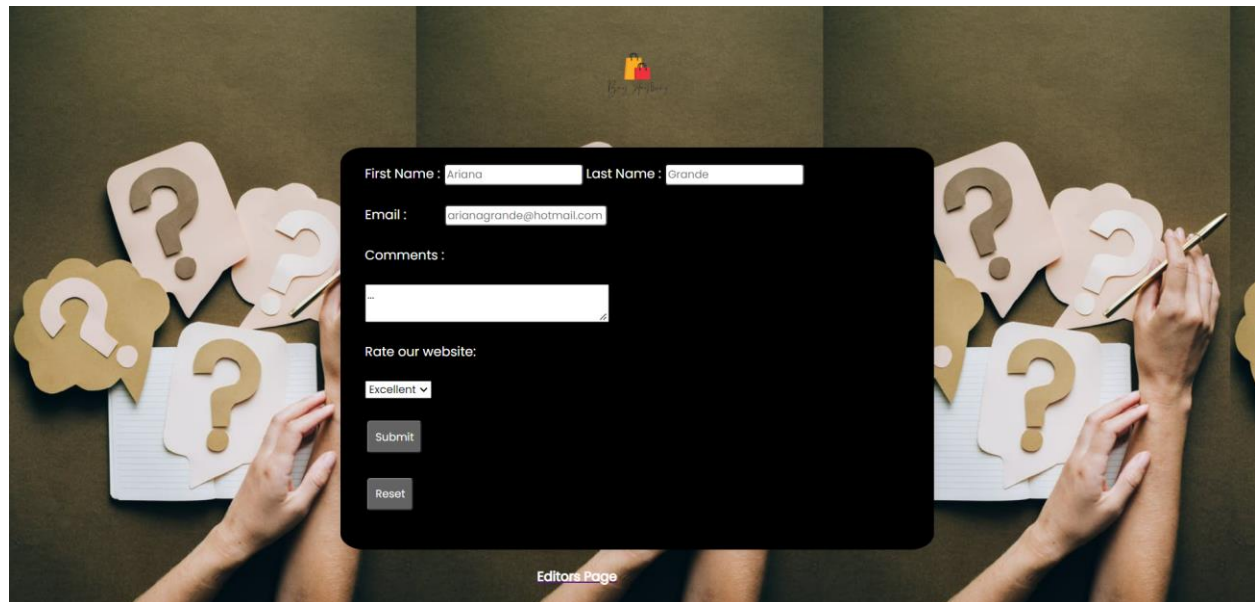 First Name : Ariana Last Name : Grande
Email : arianagrande@hotmail.com
Comments :
...
Rate our website:
Excellent
Submit
Reset
Editors Page